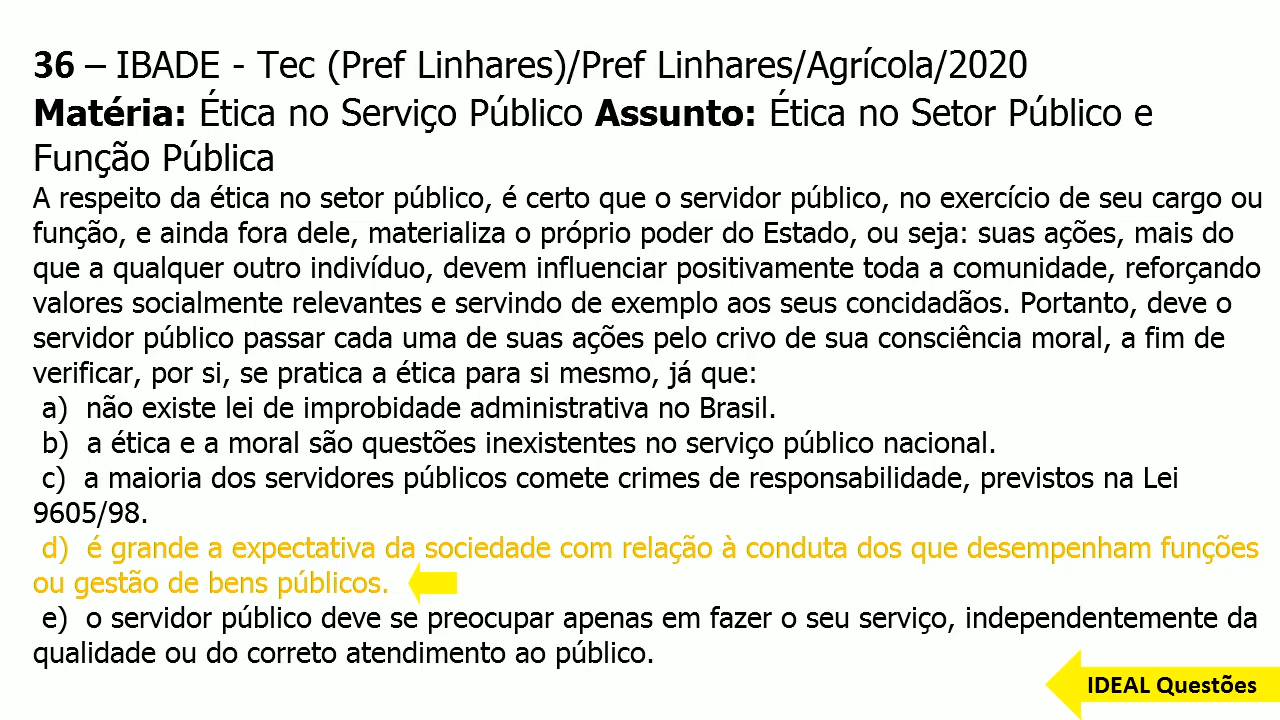 36 – IBADE - Tec (Pref Linhares)/Pref Linhares/Agrícola/2020
Matéria: Ética no Serviço Público Assunto: Ética no Setor Público e
Função Pública
A respeito da ética no setor público, é certo que o servidor público, no exercício de seu cargo ou
função, e ainda fora dele, materializa o próprio poder do Estado, ou seja: suas ações, mais do
que a qualquer outro indivíduo, devem influenciar positivamente toda a comunidade, reforçando
valores socialmente relevantes e servindo de exemplo aos seus concidadãos. Portanto, deve o
servidor público passar cada uma de suas ações pelo crivo de sua consciência moral, a fim de
verificar, por si, se pratica a ética para si mesmo, já que:
a) não existe lei de improbidade administrativa no Brasil.
b) a ética e a moral são questões inexistentes no serviço público nacional.
c) a maioria dos servidores públicos comete crimes de responsabilidade, previstos na Lei
9605/98.
d) é grande a expectativa da sociedade com relação à conduta dos que desempenham funções
ou gestão de bens públicos.
e) o servidor público deve se preocupar apenas em fazer o seu serviço, independentemente da
qualidade ou do correto atendimento ao público.
IDEAL Questões